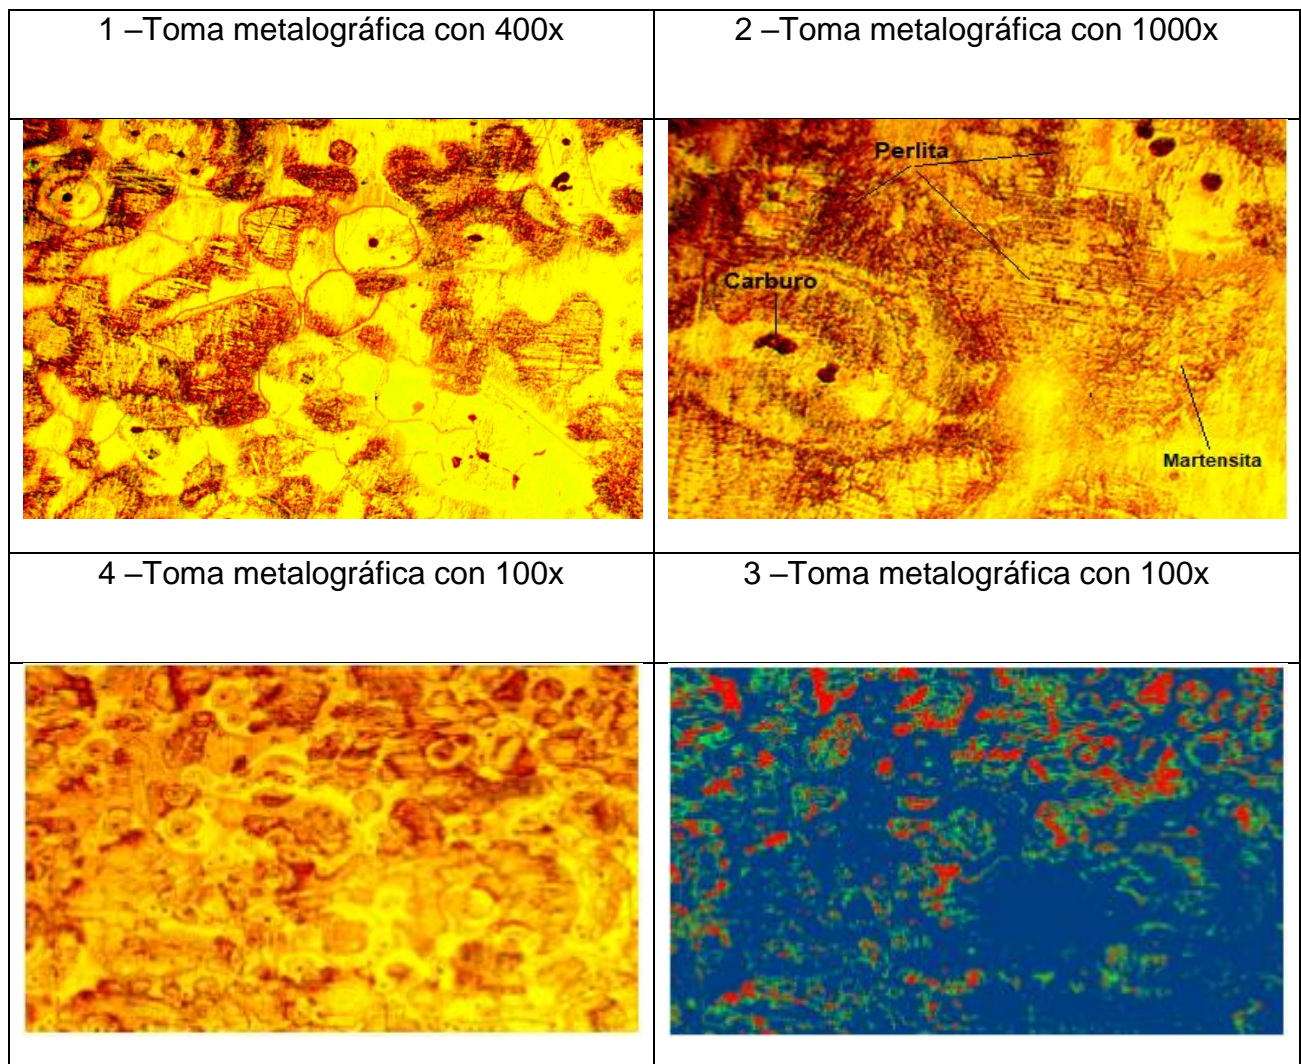 1 –Toma metalográfica con 400x
2 –Toma metalográfica con 1000x
Perlita
Carburo
Martensita
4 –Toma metalográfica con 100x
3 –Toma metalográfica con 100x